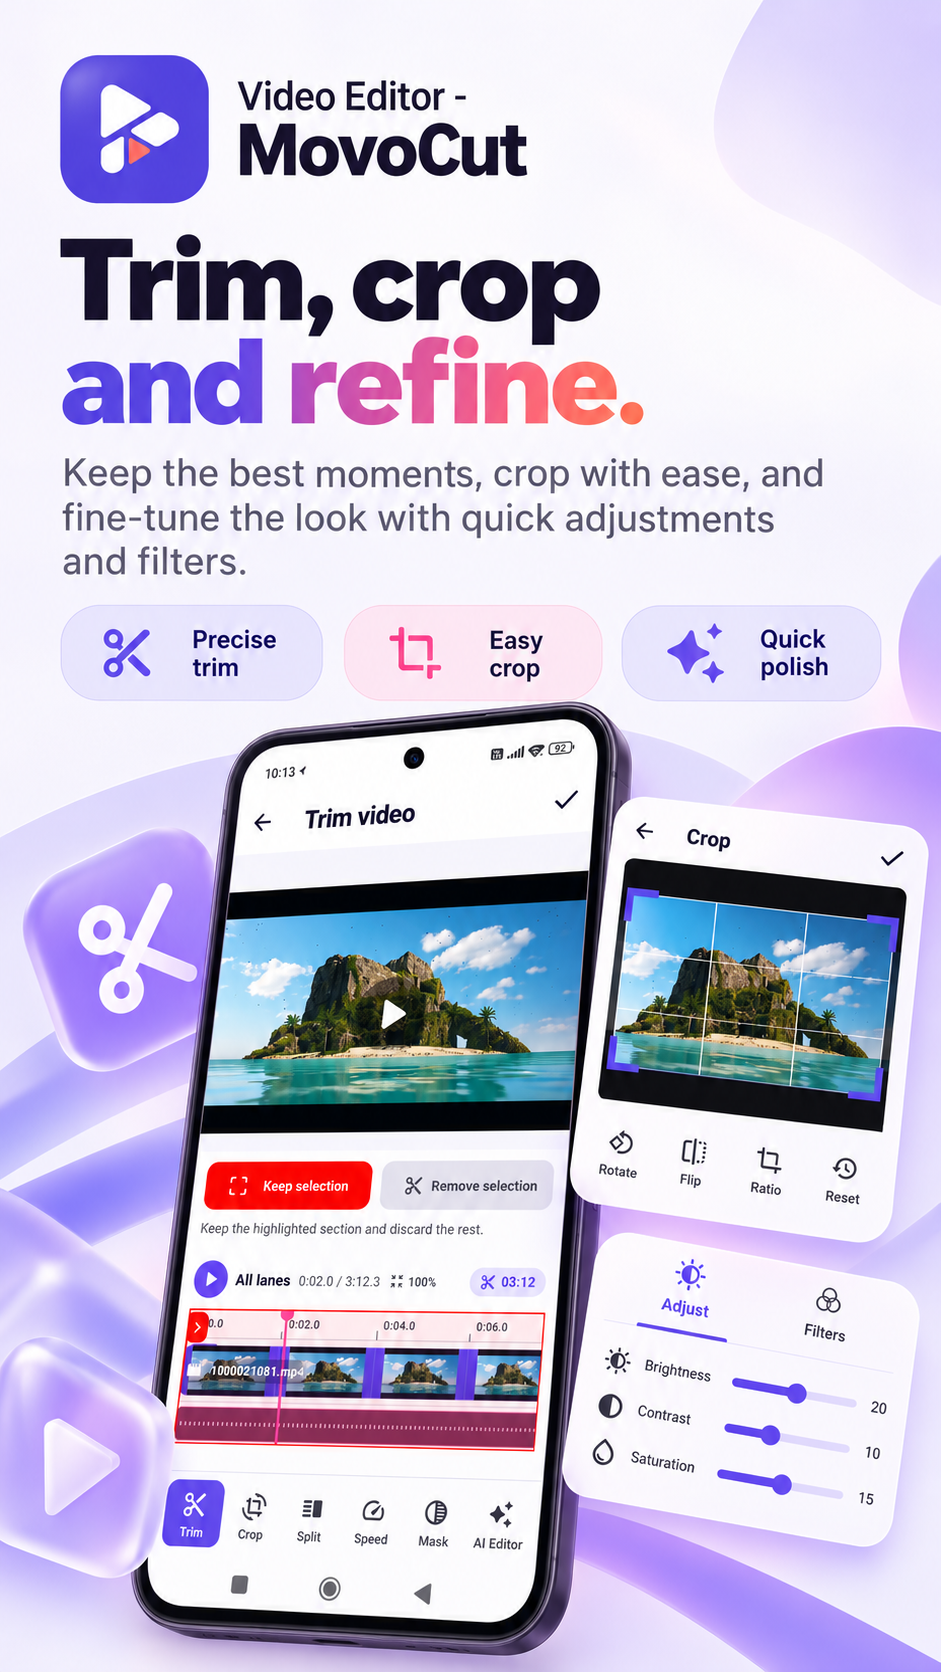 Video Editor -
MovoCut
Trim, crop
and refine.
Keep the best moments, crop with ease, and
fine-tune the look with quick adjustments
and filters.
Precise
trim
Easy
crop
Quick
polish
10:13
92
Trim video
Keep selection
Remove selection
Keep the highlighted section and discard the rest.
All lanes 0:02.0 / 3:12.3 100% 03:12
0.0 0:02.0 0:04.0 0:06.0
1000021081.mp4
Trim Crop Split Speed Mask AI Editor
Crop
Rotate Flip Ratio Reset
Adjust Filters
Brightness 20
Contrast 10
Saturation 15